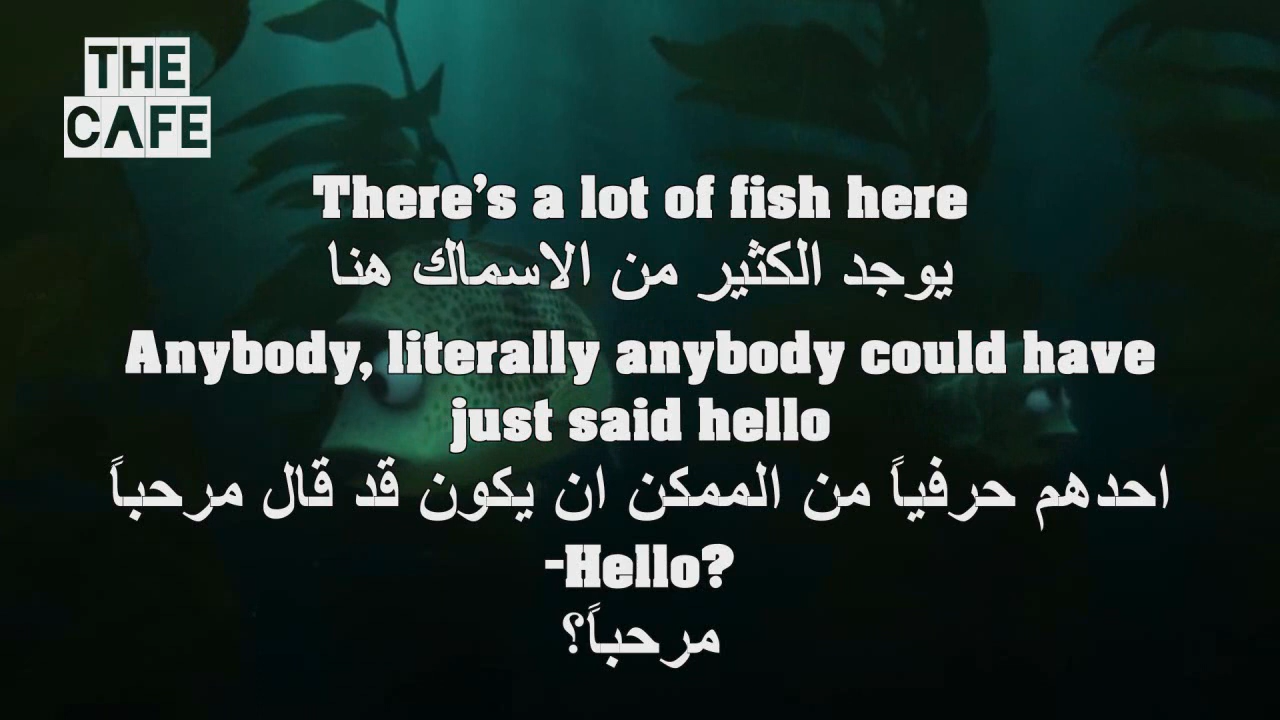 THE
CAFE
There's a lot of fish here
يوجد الكثير من الاسماك هنا
Anybody, literally anybody could have
just said hello
احدهم حرفياً من الممكن ان يكون قد قال مرحباً
-Hello?
مرحباً؟